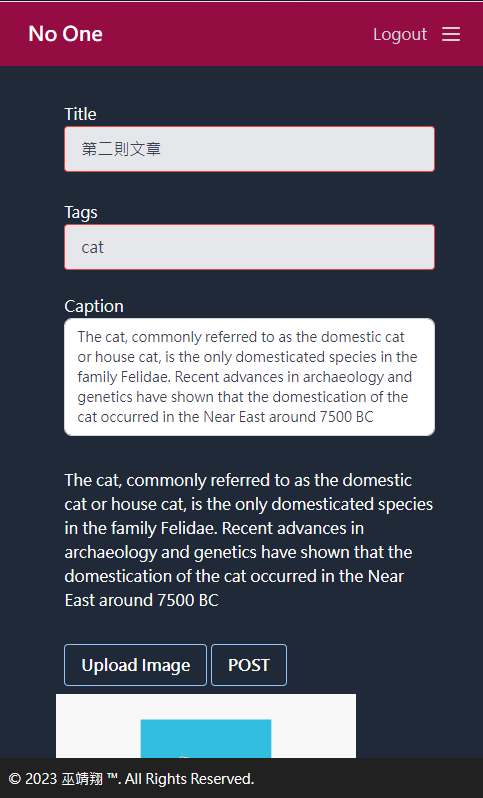 No One
Logout
Title
第二則文章
Tags
cat
Caption
The cat, commonly referred to as the domestic cat
or house cat, is the only domesticated species in the
family Felidae. Recent advances in archaeology and
genetics have shown that the domestication of the
cat occurred in the Near East around 7500 BC
The cat, commonly referred to as the domestic
cat or house cat, is the only domesticated species
in the family Felidae. Recent advances in
archaeology and genetics have shown that the
domestication of the cat occurred in the Near
East around 7500 BC
Upload Image
POST
© 2023 巫靖翔 ™. All Rights Reserved.